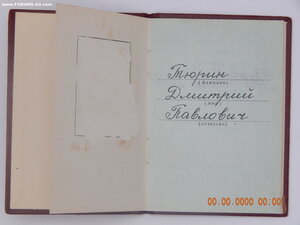 www.FORUMS-SU.com
Тюрин
(фамилия)
Дмитрий
(имя)
Павлович
(отчество)
00.00.0000 00:00